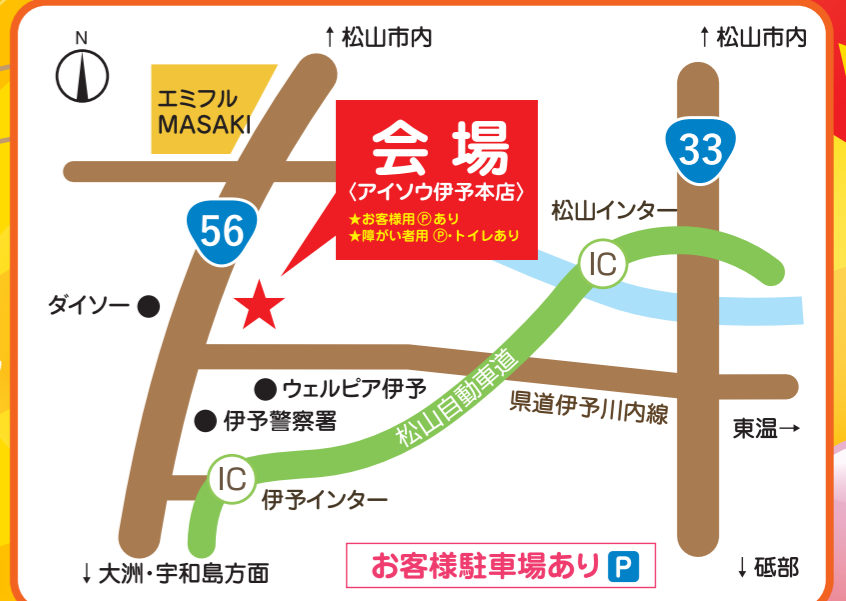 N
↑松山市内
↑松山市内
エミフル
MASAKI
会場
〈アイソウ伊予本店〉
★お客様用Ⓟあり
★障がい者用 Ⓟ・トイレあり
33
松山インター
56
IC
ダイソー
ウェルピア伊予
松山自動車道
県道伊予川内線
伊予警察署
東温→
IC
伊予インター
お客様駐車場あり P
↓大洲・宇和島方面
↓砥部